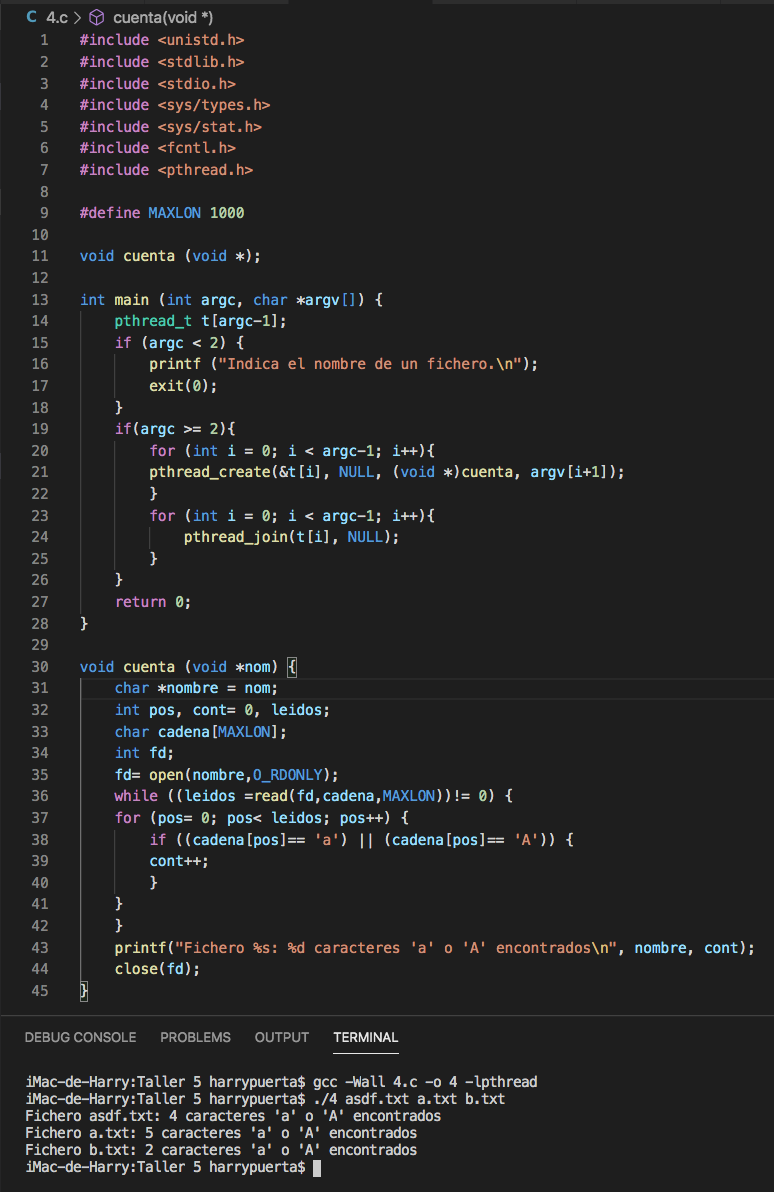 C 4.c > cuenta(void *)
1 #include <unistd.h>
2 #include <stdlib.h>
3 #include <stdio.h>
4 #include <sys/types.h>
5 #include <sys/stat.h>
6 #include <fcntl.h>
7 #include <pthread.h>
8
9 #define MAXLON 1000
10
11 void cuenta (void *);
12
13 int main (int argc, char *argv[]) {
14     pthread_t t[argc-1];
15     if (argc < 2) {
16         printf ("Indica el nombre de un fichero.\n");
17         exit(0);
18     }
19     if(argc >= 2){
20         for (int i = 0; i < argc-1; i++){
21         pthread_create(&t[i], NULL, (void *)cuenta, argv[i+1]);
22         }
23         for (int i = 0; i < argc-1; i++){
24             pthread_join(t[i], NULL);
25         }
26     }
27     return 0;
28 }
29
30 void cuenta (void *nom) {
31     char *nombre = nom;
32     int pos, cont= 0, leidos;
33     char cadena[MAXLON];
34     int fd;
35     fd= open(nombre,O_RDONLY);
36     while ((leidos =read(fd,cadena,MAXLON))!= 0) {
37     for (pos= 0; pos< leidos; pos++) {
38         if ((cadena[pos]== 'a') || (cadena[pos]== 'A')) {
39         cont++;
40         }
41     }
42     }
43     printf("Fichero %s: %d caracteres 'a' o 'A' encontrados\n", nombre, cont);
44     close(fd);
45 }
DEBUG CONSOLE PROBLEMS OUTPUT TERMINAL
iMac-de-Harry:Taller 5 harrypuerta$ gcc -Wall 4.c -o 4 -lpthread
iMac-de-Harry:Taller 5 harrypuerta$ ./4 asdf.txt a.txt b.txt
Fichero asdf.txt: 4 caracteres 'a' o 'A' encontrados
Fichero a.txt: 5 caracteres 'a' o 'A' encontrados
Fichero b.txt: 2 caracteres 'a' o 'A' encontrados
iMac-de-Harry:Taller 5 harrypuerta$